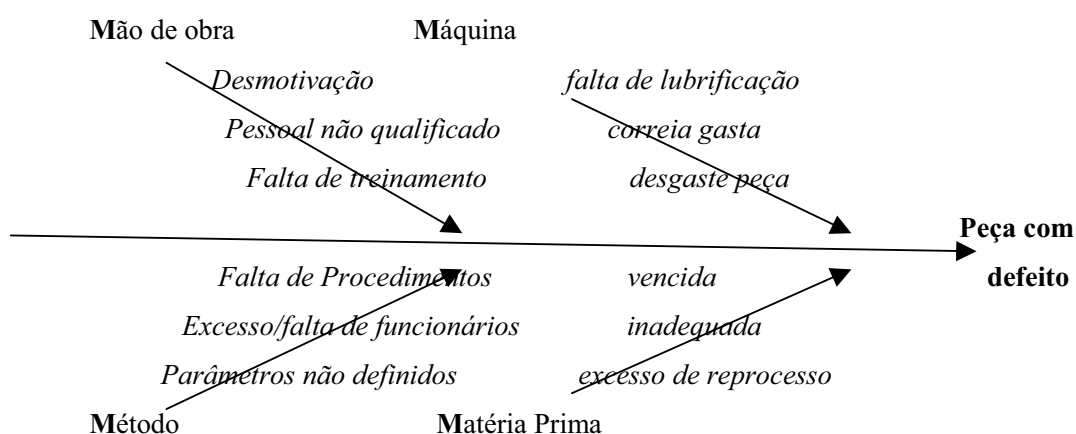 Mão de obra Máquina
Desmotivação falta de lubrificação
Pessoal não qualificado correia gasta
Falta de treinamento desgaste peça
Peça com
Falta de Procedimentos vencida defeito
Excesso/falta de funcionários inadequada
Parâmetros não definidos excesso de reprocesso
Método Matéria Prima